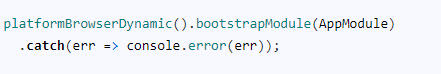 platformBrowserDynamic().bootstrapModule(AppModule)
  .catch(err => console.error(err));